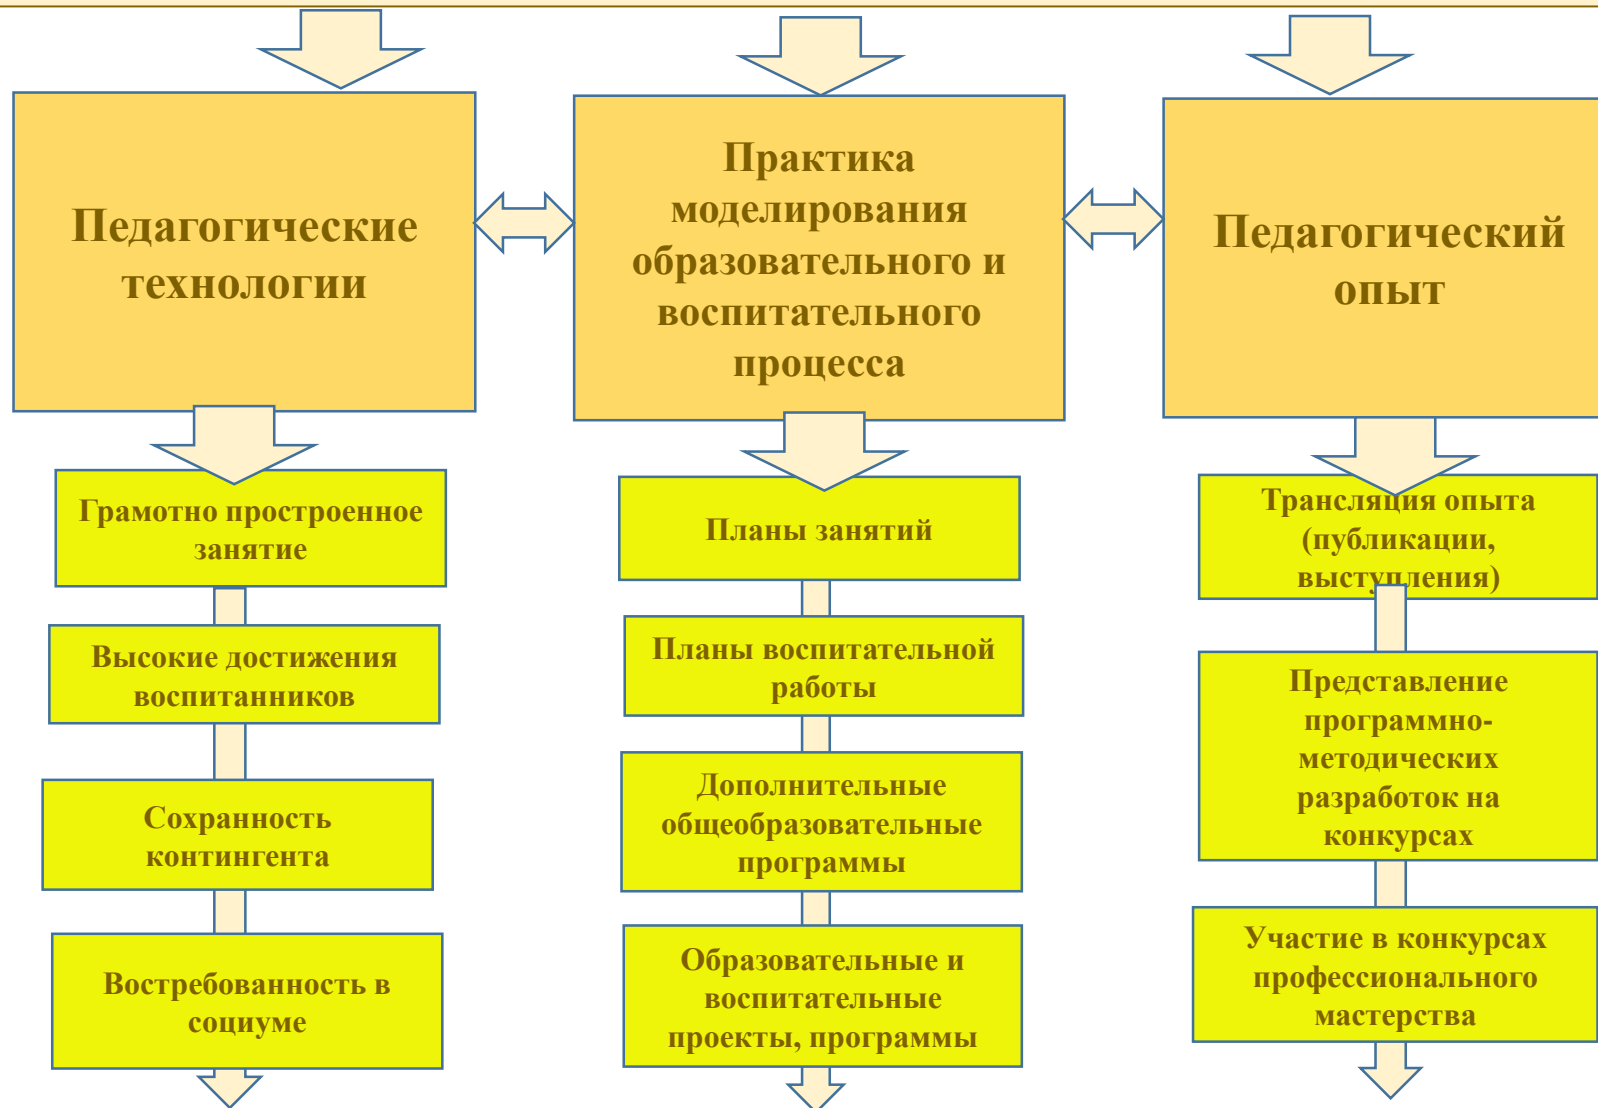 Педагогические
технологии
Практика
моделирования
образовательного и
воспитательного
процесса
Педагогический
опыт
Грамотно простроенное
занятие
Высокие достижения
воспитанников
Сохранность
контингента
Востребованность в
социуме
Планы занятий
Планы воспитательной
работы
Дополнительные
общеобразовательные
программы
Образовательные и
воспитательные
проекты, программы
Трансляция опыта
(публикации,
выступления)
Представление
программно-
методических
разработок на
конкурсах
Участие в конкурсах
профессионального
мастерства